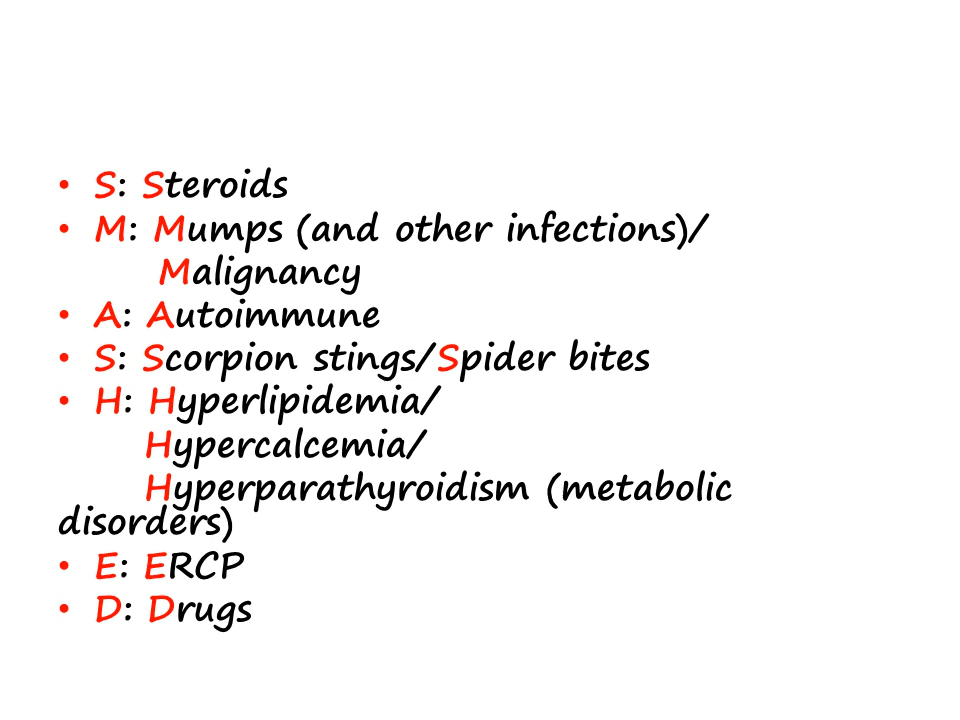 • S: Steroids
• M: Mumps (and other infections)/
Malignancy
• A: Autoimmune
• S: Scorpion stings/Spider bites
• H: Hyperlipidemia/
Hypercalcemia/
Hyperparathyroidism (metabolic
disorders)
• E: ERCP
• D: Drugs